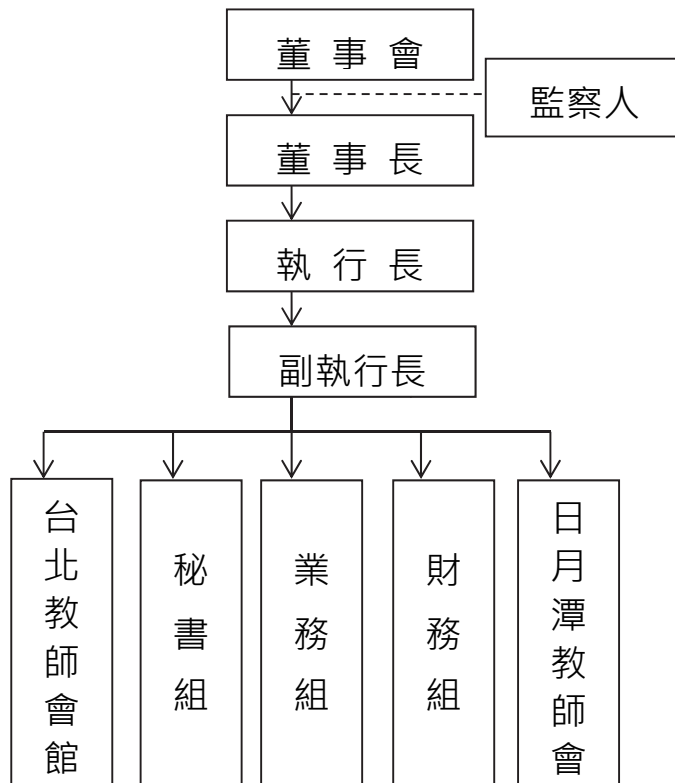 董事會
監察人
董事長
執行長
副執行長
台北教師會館
秘書組
業務組
財務組
日月潭教師會